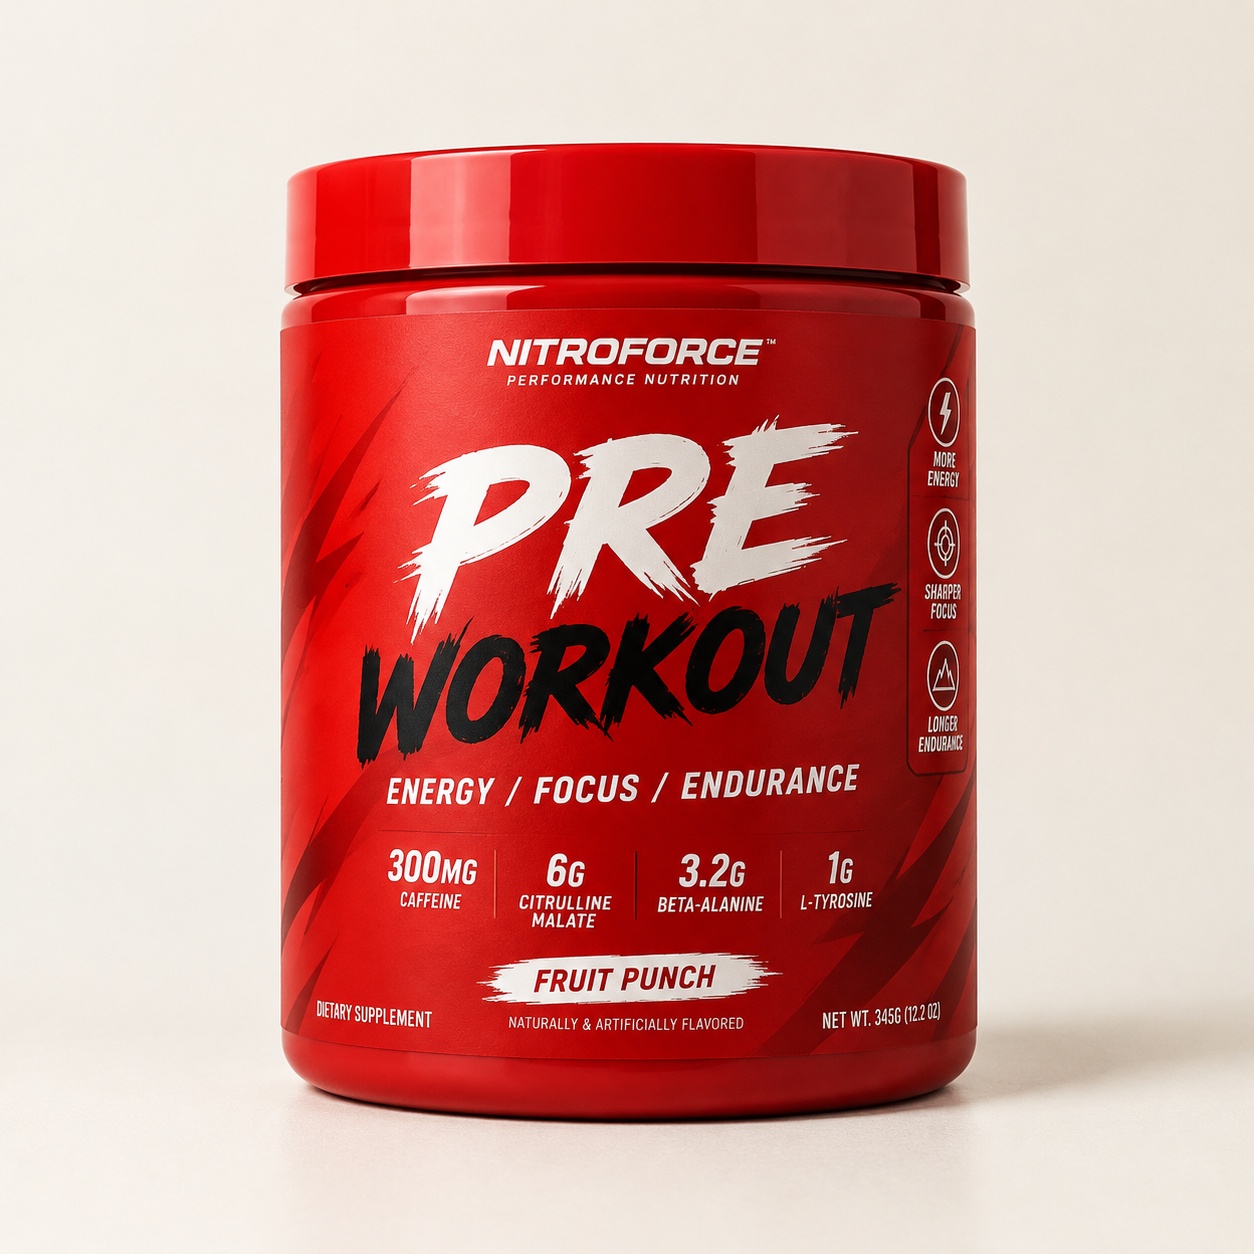 NITROFORCE™
PERFORMANCE NUTRITION
PRE
WORKOUT
ENERGY / FOCUS / ENDURANCE
300MG
CAFFEINE
6G
CITRULLINE
MALATE
3.2G
BETA-ALANINE
1G
L-TYROSINE
FRUIT PUNCH
DIETARY SUPPLEMENT
NATURALLY & ARTIFICIALLY FLAVORED
NET WT. 345G (12.2 OZ)
MORE
ENERGY
SHARPER
FOCUS
LONGER
ENDURANCE